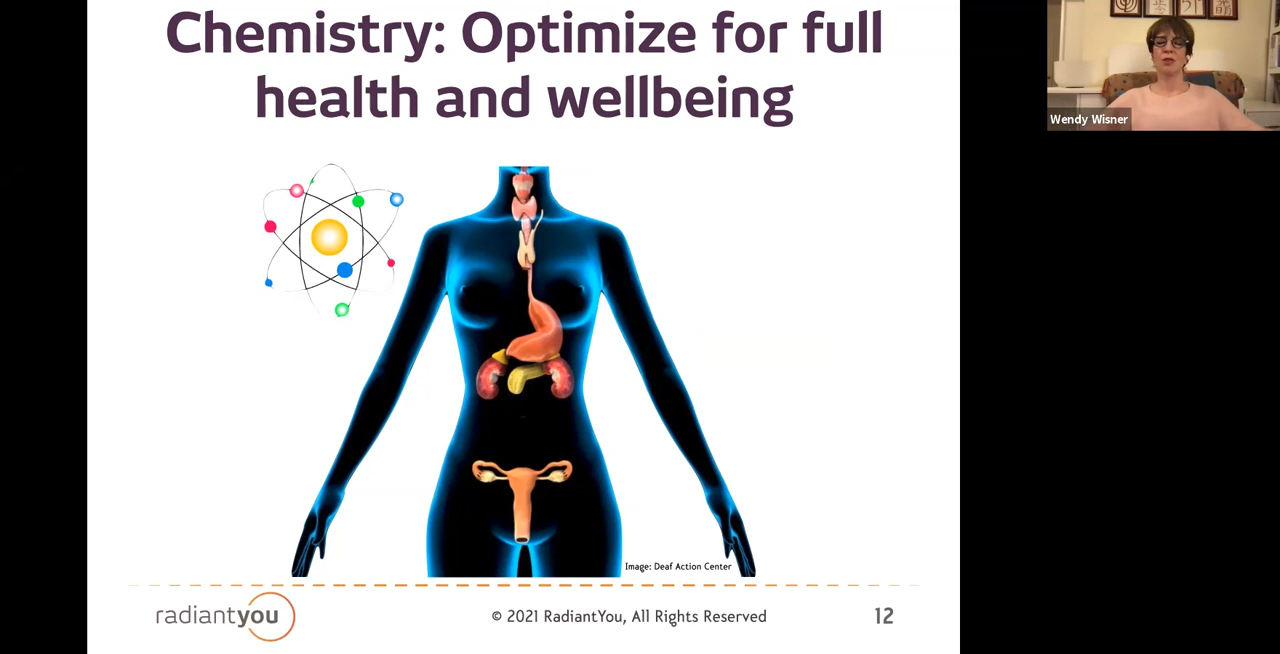 Chemistry: Optimize for full
health and wellbeing
Wendy Wisner
Image: Deaf Action Center
radiantyou
© 2021 RadiantYou, All Rights Reserved
12